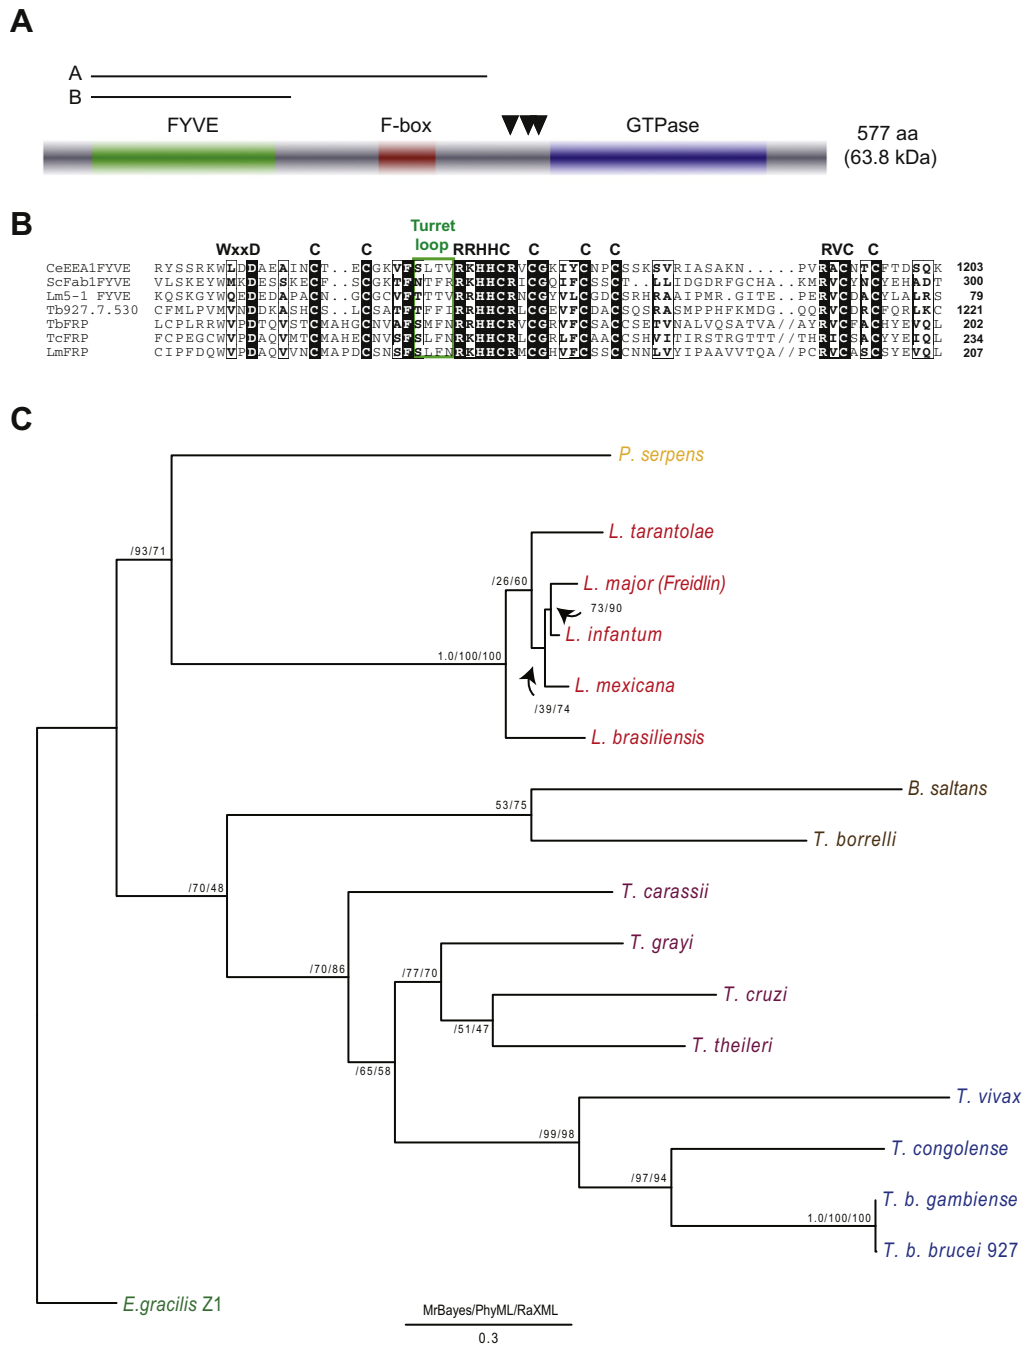 A
A
B
FYVE F-box GTPase
577 aa
(63.8 kDa)
B
Turret
loop
WxxD C C RRHHC C C C RVC C
CeEEA1FYVE RYSSRKWLDDAEAINCT..ECGKVFSLTVRKHHCRVCGKIYCNPCSSKSVRIASAKN.....PVRACNTCFTDSQK 1203
ScFab1FYVE VLSKEYWMKDESSKECF..SCGKTFNTFRRKHHCRICGQIFCSSCT.LLIDGDRFGCHA..KMRVCYNCYEHADT 300
Lm5-1 FYVE KQSKGYWQEDEDAPSCH..GCGCVFTTTVRRHHCRNCGYVLCGDCSRHRAAIPMR.GITE..PERVCDACYLALRS 79
Tb927.7.530 CFMLPVMVNDDKASHCS..LCSATFTFFIRRHHCRLCGEVVCDACSQSRASMPFKMDG..QQKRVCDRCFQRLKC 1221
TbFRP LCPLRRWVPDTQVSTCMAHGCNVAFSMFNRKHHCRVCGRVFCSACCSETVNALVQSATVA//AYRVCFACHYEVQL 202
TcFRP FCPEGCWVPDAQVMTCMAHECNVSFSLFNRKHHCRVCGRLFCAACCSHVITIRSTRGTTT//THRICSACYYEIQL 234
LmFRP CIPFDQWVPDAQVVNCMAPDCSNSFSLFNRKHHCRMCGHVFCSSCCNNLVYIPAAVVTQA//PCRVCASCSYEVQL 207
C
P. serpens
/93/71
L. tarantolae
/26/60
L. major (Freidlin)
73/90
L. infantum
1.0/100/100
L. mexicana
/39/74
L. brasiliensis
B. saltans
53/75
T. borrelli
/70/48
T. carassii
T. grayi
/70/86
/77/70
T. cruzi
/51/47
T. theileri
/65/58
T. vivax
/99/98
T. congolense
/97/94
T. b. gambiense
1.0/100/100
T. b. brucei 927
E.gracilis Z1
MrBayes/PhyML/RaXML
0.3